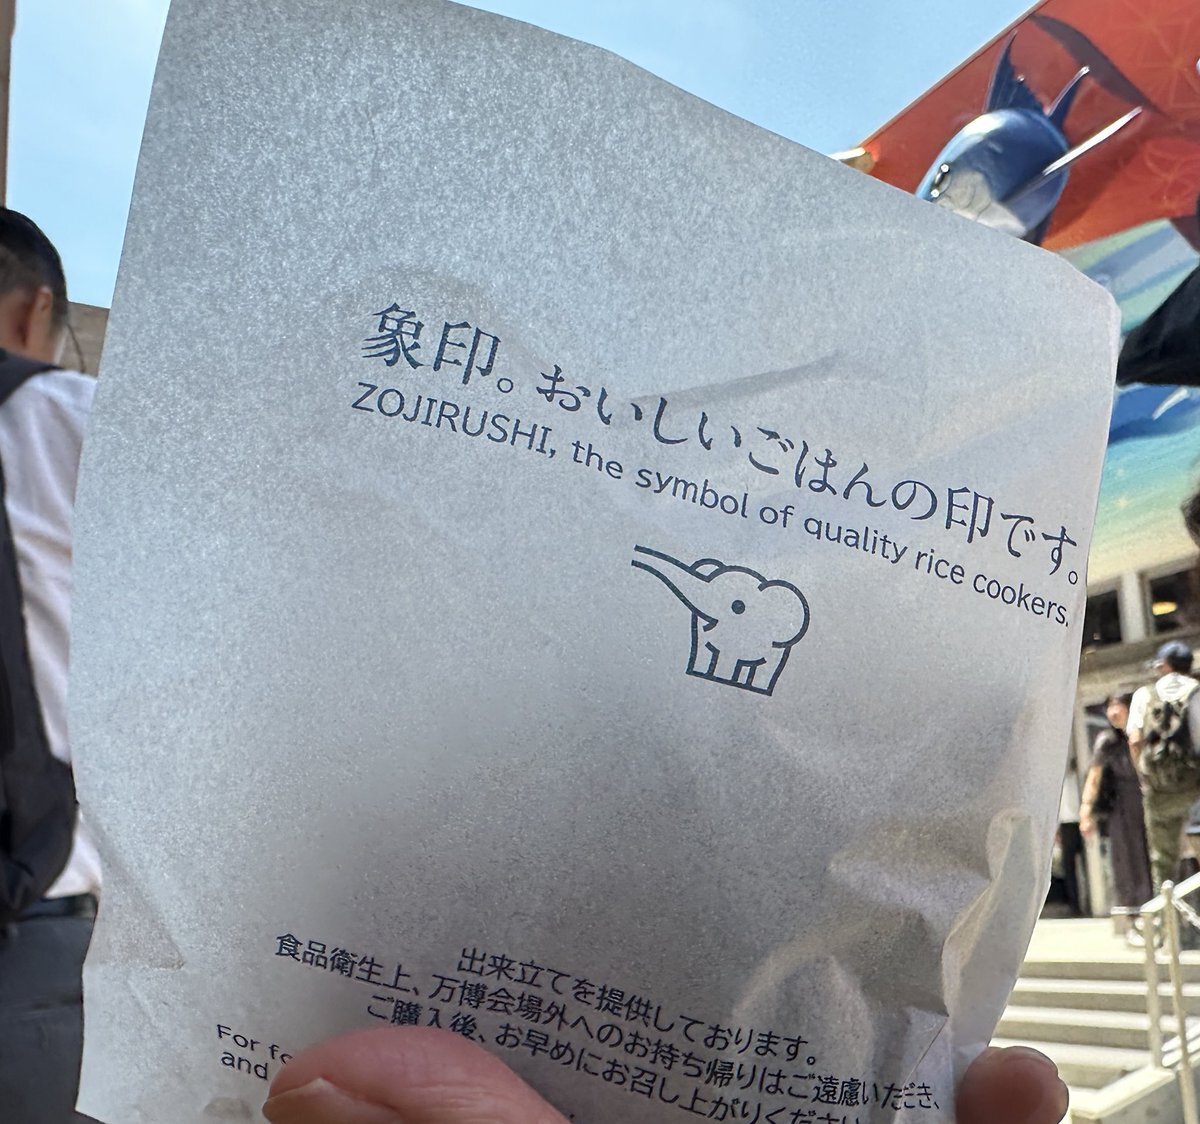 象印。おいしいごはんの印です。
ZOJIRUSHI, the symbol of quality rice cookers.
出来立てを提供しております。
食品衛生上、万博会場外へのお持ち帰りはご遠慮いただき、
ご購入後、お早めにお召し上がりください
For
and